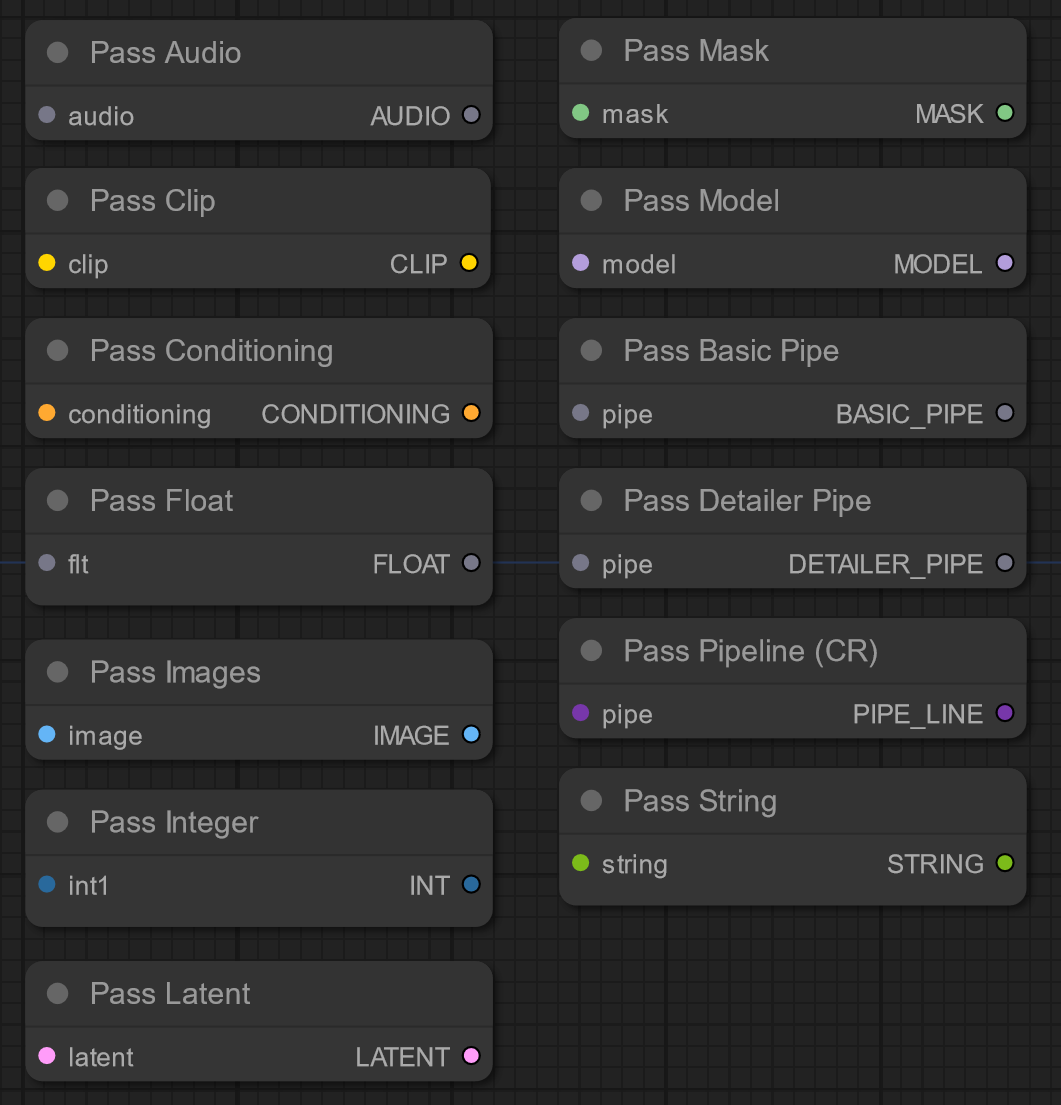 Pass Audio
audio AUDIO
Pass Clip
clip CLIP
Pass Conditioning
conditioning CONDITIONING
Pass Float
flt FLOAT
Pass Images
image IMAGE
Pass Integer
int1 INT
Pass Latent
latent LATENT
Pass Mask
mask MASK
Pass Model
model MODEL
Pass Basic Pipe
pipe BASIC_PIPE
Pass Detailer Pipe
pipe DETAILER_PIPE
Pass Pipeline (CR)
pipe PIPE_LINE
Pass String
string STRING